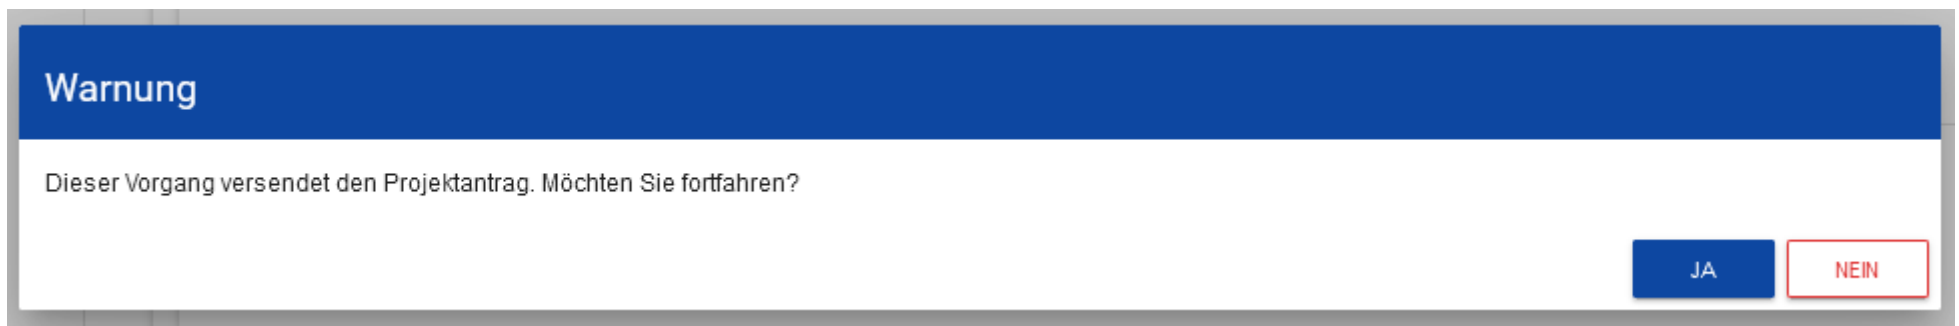 Warnung
Dieser Vorgang versendet den Projektantrag. Möchten Sie fortfahren?
JA NEIN